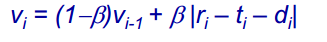 vᵢ = (1–β)vᵢ₋₁ + β |rᵢ – tᵢ – dᵢ|